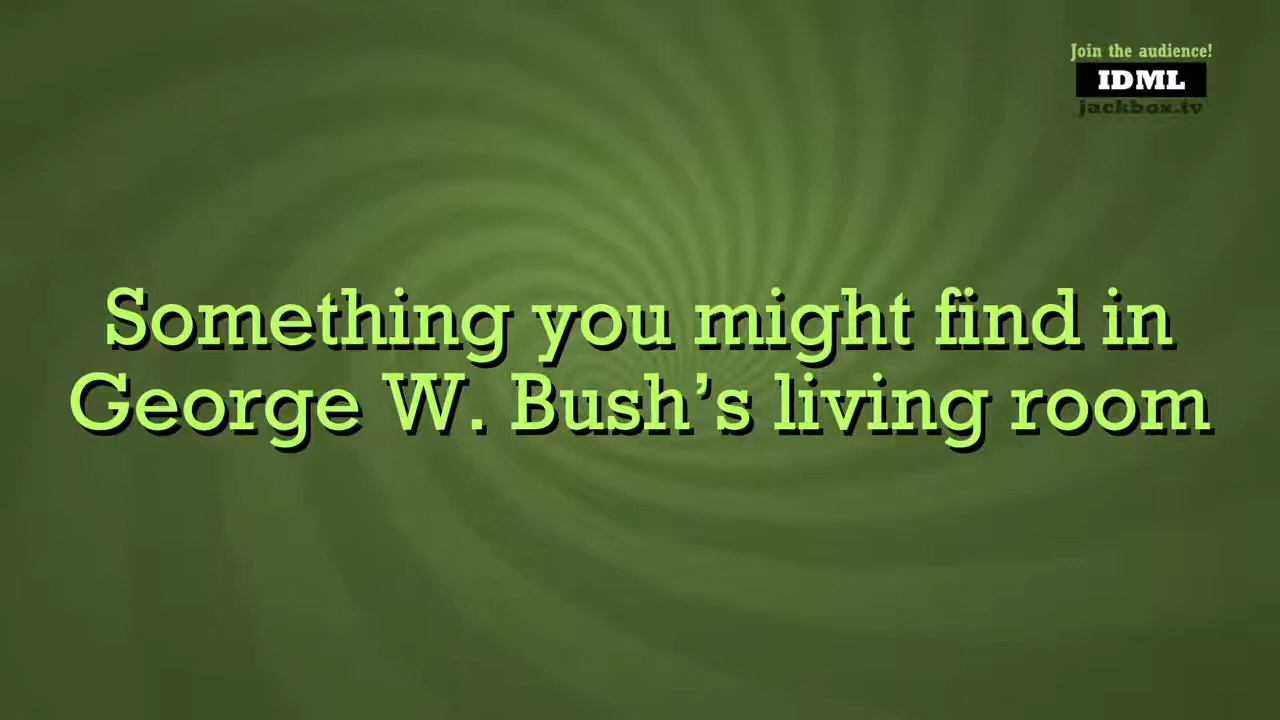 Join the audience!
IDML
jackbox.tv
Something you might find in
George W. Bush's living room